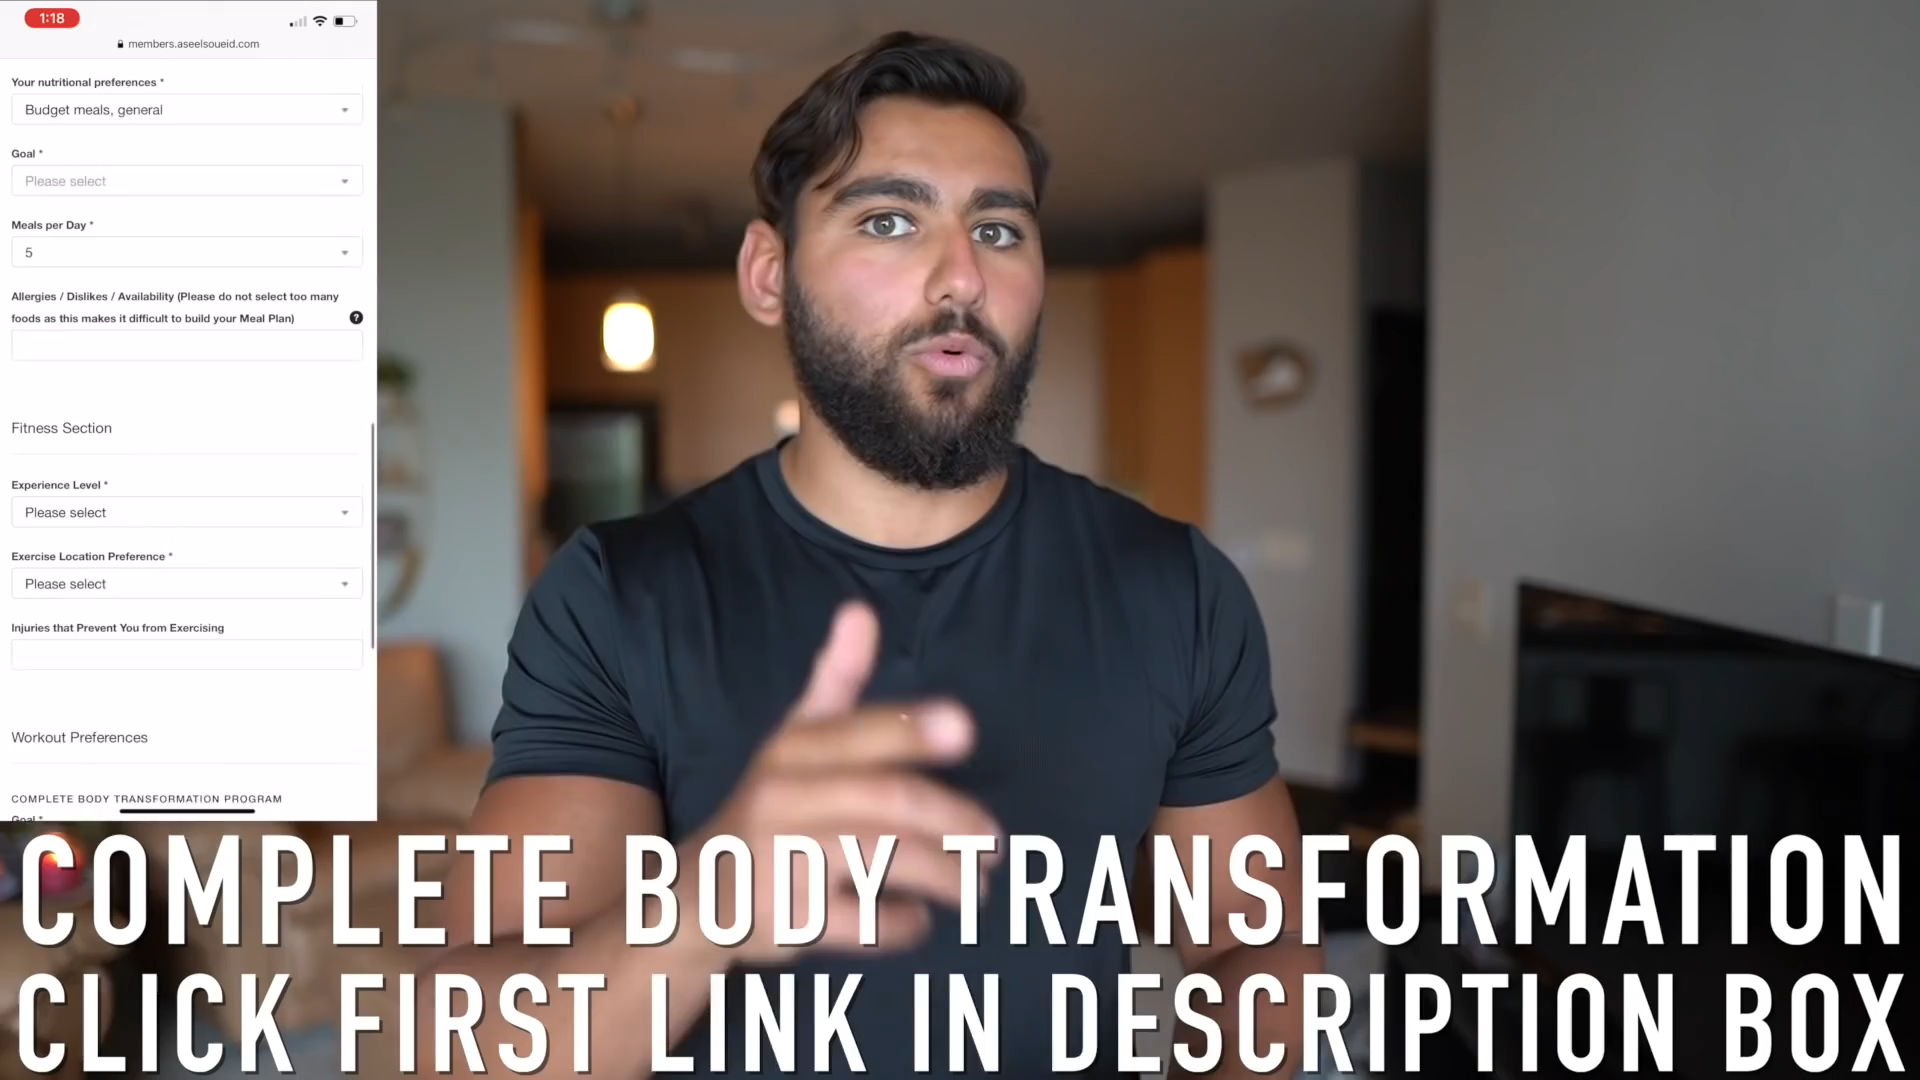 1:18
members.aseelsoueid.com
Your nutritional preferences *
Budget meals, general
Goal *
Please select
Meals per Day *
5
Allergies / Dislikes / Availability (Please do not select too many
foods as this makes it difficult to build your Meal Plan)
?
Fitness Section
Experience Level *
Please select
Exercise Location Preference *
Please select
Injuries that Prevent You from Exercising
Workout Preferences
COMPLETE BODY TRANSFORMATION PROGRAM
Goal *
COMPLETE BODY TRANSFORMATION
CLICK FIRST LINK IN DESCRIPTION BOX